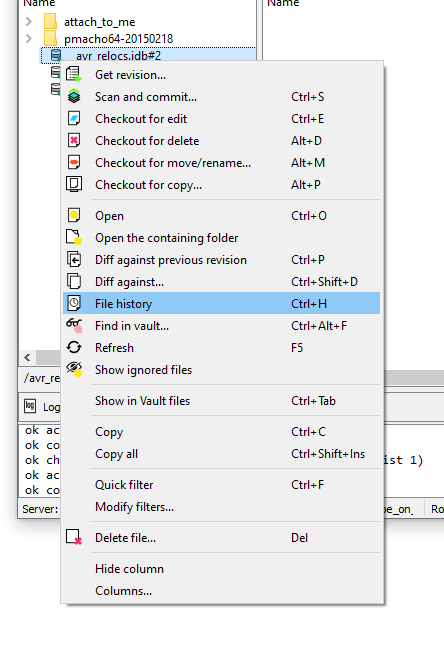 Name Name
attach_to_me
pmacho64-20150218
avr_relocs.idb#2
Get revision...
Scan and commit... Ctrl+S
Checkout for edit Ctrl+E
Checkout for delete Alt+D
Checkout for move/rename... Alt+M
Checkout for copy... Alt+P
Open Ctrl+O
Open the containing folder
Diff against previous revision Ctrl+P
Diff against... Ctrl+Shift+D
File history Ctrl+H
Find in vault... Ctrl+Alt+F
Refresh F5
Show ignored files
/avr_re
Show in Vault files Ctrl+Tab
log Log
ok ac
Copy Ctrl+C
ok co
Copy all Ctrl+Shift+Ins
ok ch ist 1)
ok ac
Quick filter Ctrl+F
ok co
Modify filters...
Server: be_on_ Ro
Delete file... Del
Hide column
Columns...